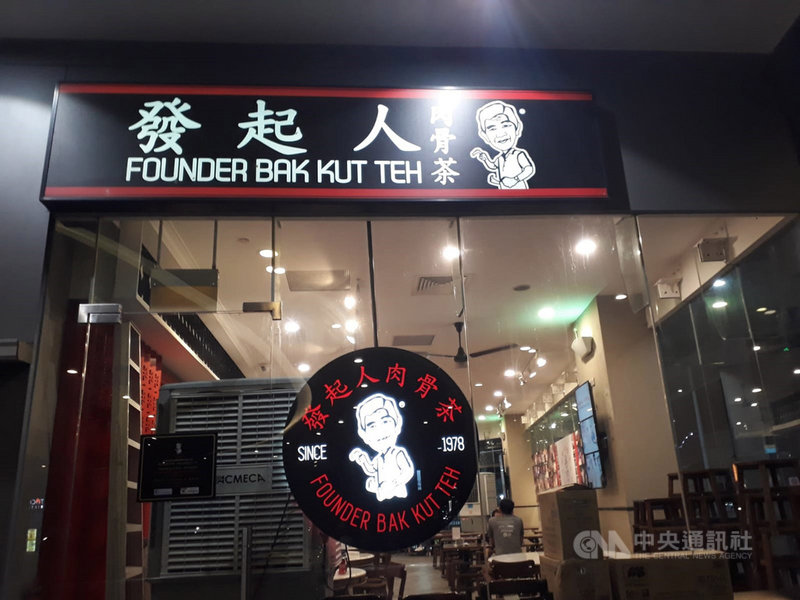 發起人
肉骨茶
FOUNDER BAK KUT TEH
發起人肉骨茶
SINCE -1978
FOUNDER BAK KUT TEH
ACMECA
中央通訊社
THE CENTRAL NEWS AGENCY